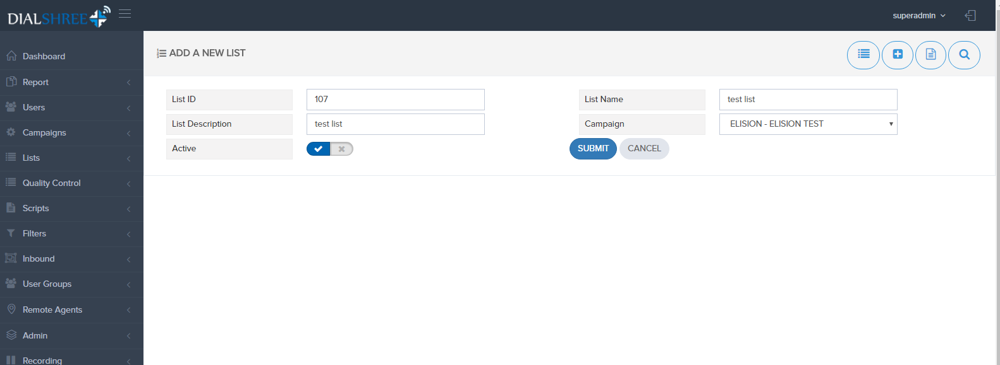 DIALSHREE
superadmin
Dashboard
Report
Users
Campaigns
Lists
Quality Control
Scripts
Filters
Inbound
User Groups
Remote Agents
Admin
Recording
ADD A NEW LIST
List ID 107 List Name test list
List Description test list Campaign ELISION - ELISION TEST
Active SUBMIT CANCEL